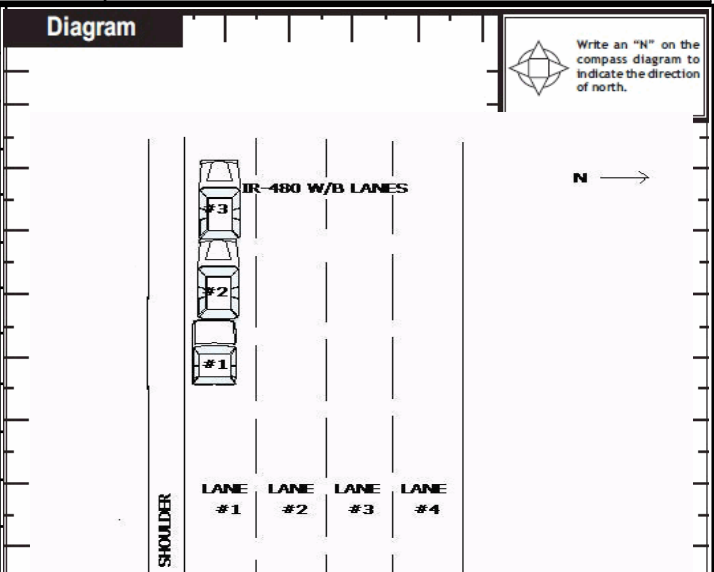 Diagram
Write an “N” on the
compass diagram to
indicate the direction
of north.
IR-480 W/B LANES
N
#3
#2
#1
LANE LANE LANE LANE
#1 #2 #3 #4
SHOULDER